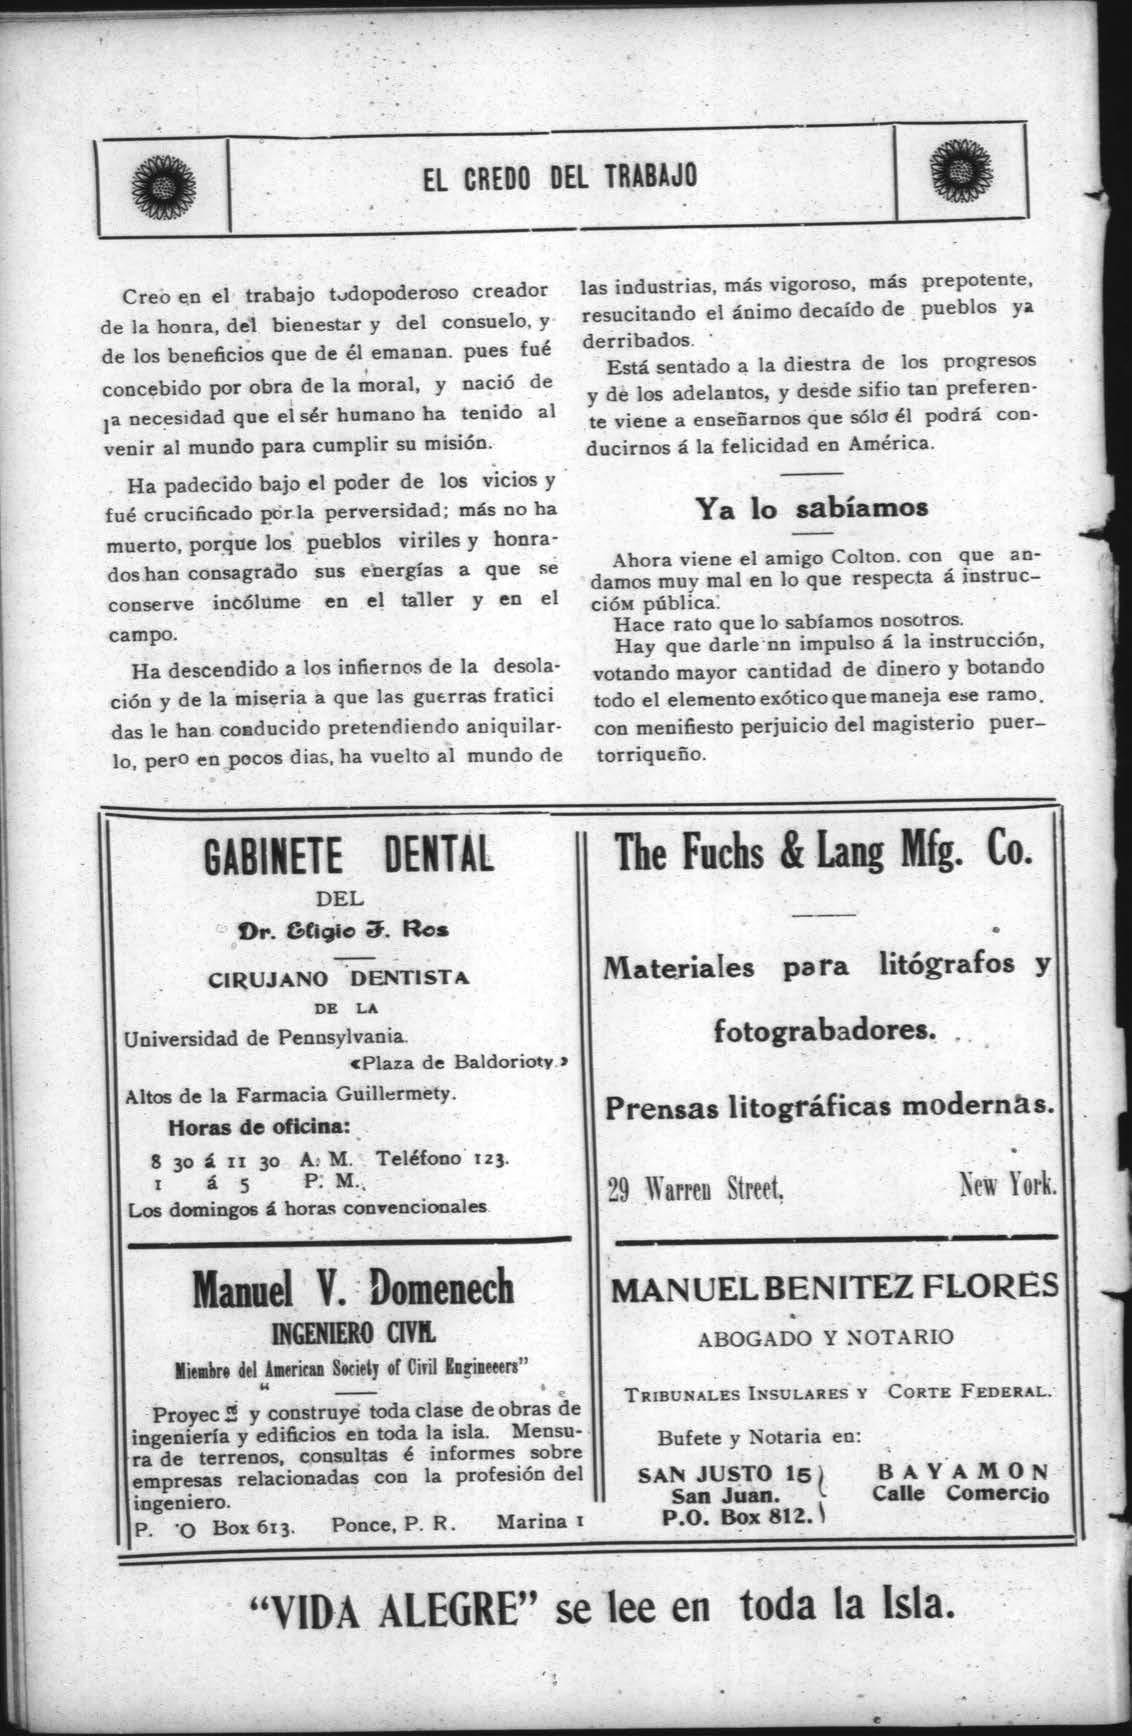 EL CREDO DEL TRABAJO
Creo en el trabajo todopoderoso creador
de la honra, del bienestar y del consuelo, y
de los beneficios que de él emanan. pues fué
concebido por obra de la moral, y nació de
la necesidad que el sér humano ha tenido al
venir al mundo para cumplir su misión.
Ha padecido bajo el poder de los vicios y
fué crucificado por la perversidad; más no ha
muerto, porque los pueblos viriles y honra-
dos han consagrado sus energías a que se
conserve incólume en el taller y en el
campo.
Ha descendido a los infiernos de la desola-
ción y de la miseria a que las guerras fratici
das le han conducido pretendiendo aniquilar-
lo, pero en pocos dias, ha vuelto al mundo de
las industrias, más vigoroso, más prepotente,
resucitando el ánimo decaído de pueblos ya
derribados.
Está sentado a la diestra de los progresos
y de los adelantos, y desde sifio tan preferen-
te viene a enseñarnos que sólo él podrá con-
ducirnos á la felicidad en América.
Ya lo sabíamos
Ahora viene el amigo Colton. con que an-
damos muy mal en lo que respecta á instruc-
cióM pública.
Hace rato que lo sabíamos nosotros.
Hay que darle nn impulso á la instrucción,
votando mayor cantidad de dinero y botando
todo el elemento exótico que maneja ese ramo.
con menifiesto perjuicio del magisterio puer-
torriqueño.
GABINETE DENTAL
DEL
Dr. Eligio F. Ros
CIRUJANO DENTISTA
DE LA
Universidad de Pennsylvania.
«Plaza de Baldorioty.»
Altos de la Farmacia Guillermety.
Horas de oficina:
8 30 á 11 30 A. M. Teléfono 123.
1 á 5 P. M.
Los domingos á horas convencionales
The Fuchs & Lang Mfg. Co.
Materiales para litógrafos y
fotograbadores.
Prensas litográficas modernas.
29 Warren Street, New York.
Manuel V. Domenech
INGENIERO CIVIL
Miembro del American Society of Civil Engineeers”
“
Proyecta y construye toda clase de obras de
ingeniería y edificios en toda la isla. Mensu-
ra de terrenos, consultas é informes sobre
empresas relacionadas con la profesión del
ingeniero.
P. O Box 613. Ponce, P. R. Marina 1
MANUEL BENITEZ FLORES
ABOGADO Y NOTARIO
TRIBUNALES INSULARES Y CORTE FEDERAL.
Bufete y Notaria en:
SAN JUSTO 15 BAYAMON
San Juan. Calle Comercio
P.O. Box 812.
“VIDA ALEGRE” se lee en toda la Isla.